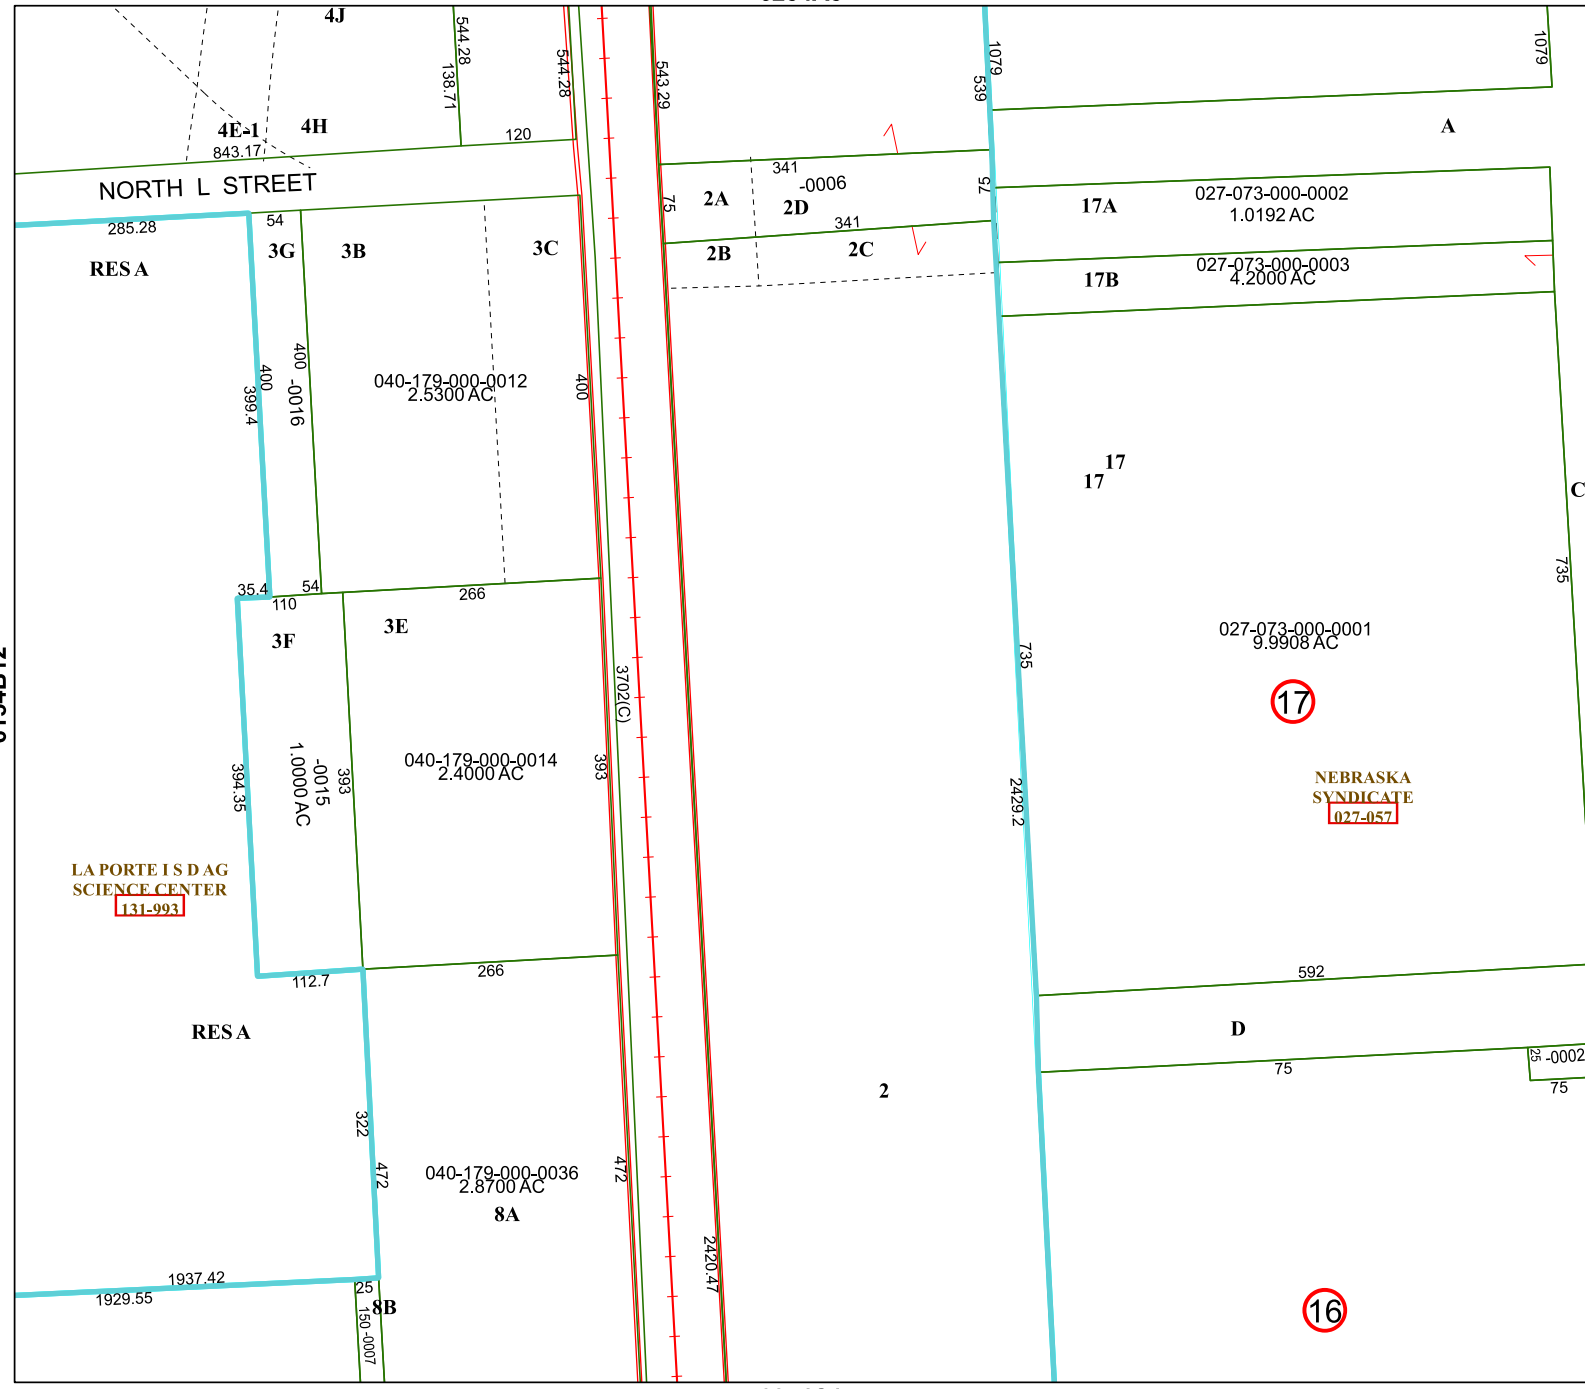 4J
544.28
138.71
544.28
543.29
1079
539
1079
4E-1
4H
843.17
120
A
NORTH L STREET
341
-0006
2A
2D
75
75
341
17A
027-073-000-0002
1.0192 AC
285.28
54
RES A
3G
3B
3C
2B
2C
17B
027-073-000-0003
4.2000 AC
400
399.4
400
-0016
040-179-000-0012
2.5300 AC
400
17
17
C
735
35.4
54
110
266
3F
3E
027-073-000-0001
9.9908 AC
735
3702(C)
17
394.35
-0015
1.0000 AC
393
040-179-000-0014
2.4000 AC
393
2429.2
NEBRASKA
SYNDICATE
027-057
LA PORTE I S D AG
SCIENCE CENTER
131-993
112.7
266
592
RES A
D
75
25
-0002
75
2
322
472
040-179-000-0036
2.8700 AC
8A
472
2420.47
1937.42
1929.55
25
8B
150
-0007
16